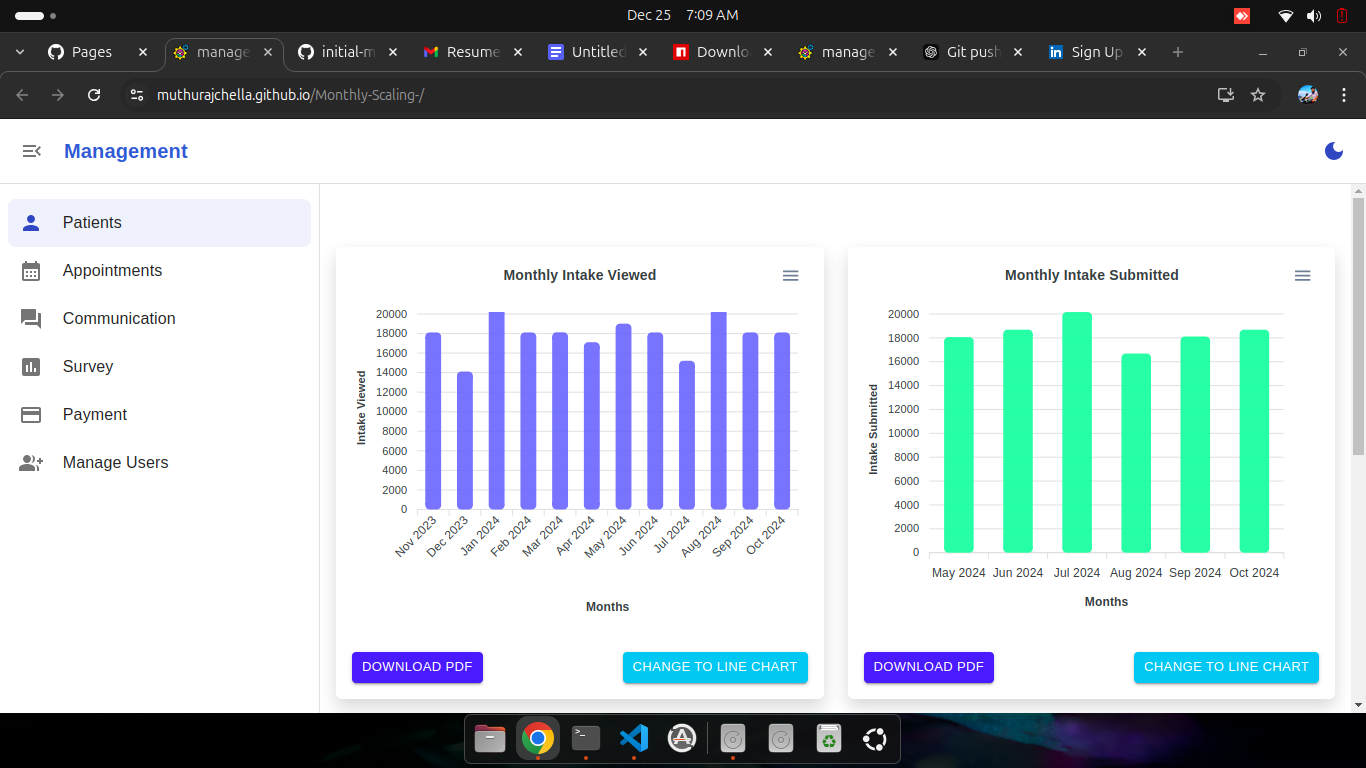 Dec 25 7:09 AM
Pages manage initial-m Resume Untitled Downlo manage Git push Sign Up
muthurajchella.github.io/Monthly-Scaling-/
Management
Patients
Appointments
Communication
Survey
Payment
Manage Users
Monthly Intake Viewed
20000
18000
16000
14000
12000
10000
8000
6000
4000
2000
0
Intake Viewed
Nov 2023 Dec 2023 Jan 2024 Feb 2024 Mar 2024 Apr 2024 May 2024 Jun 2024 Jul 2024 Aug 2024 Sep 2024 Oct 2024
Months
DOWNLOAD PDF CHANGE TO LINE CHART
Monthly Intake Submitted
20000
18000
16000
14000
12000
10000
8000
6000
4000
2000
0
Intake Submitted
May 2024 Jun 2024 Jul 2024 Aug 2024 Sep 2024 Oct 2024
Months
DOWNLOAD PDF CHANGE TO LINE CHART